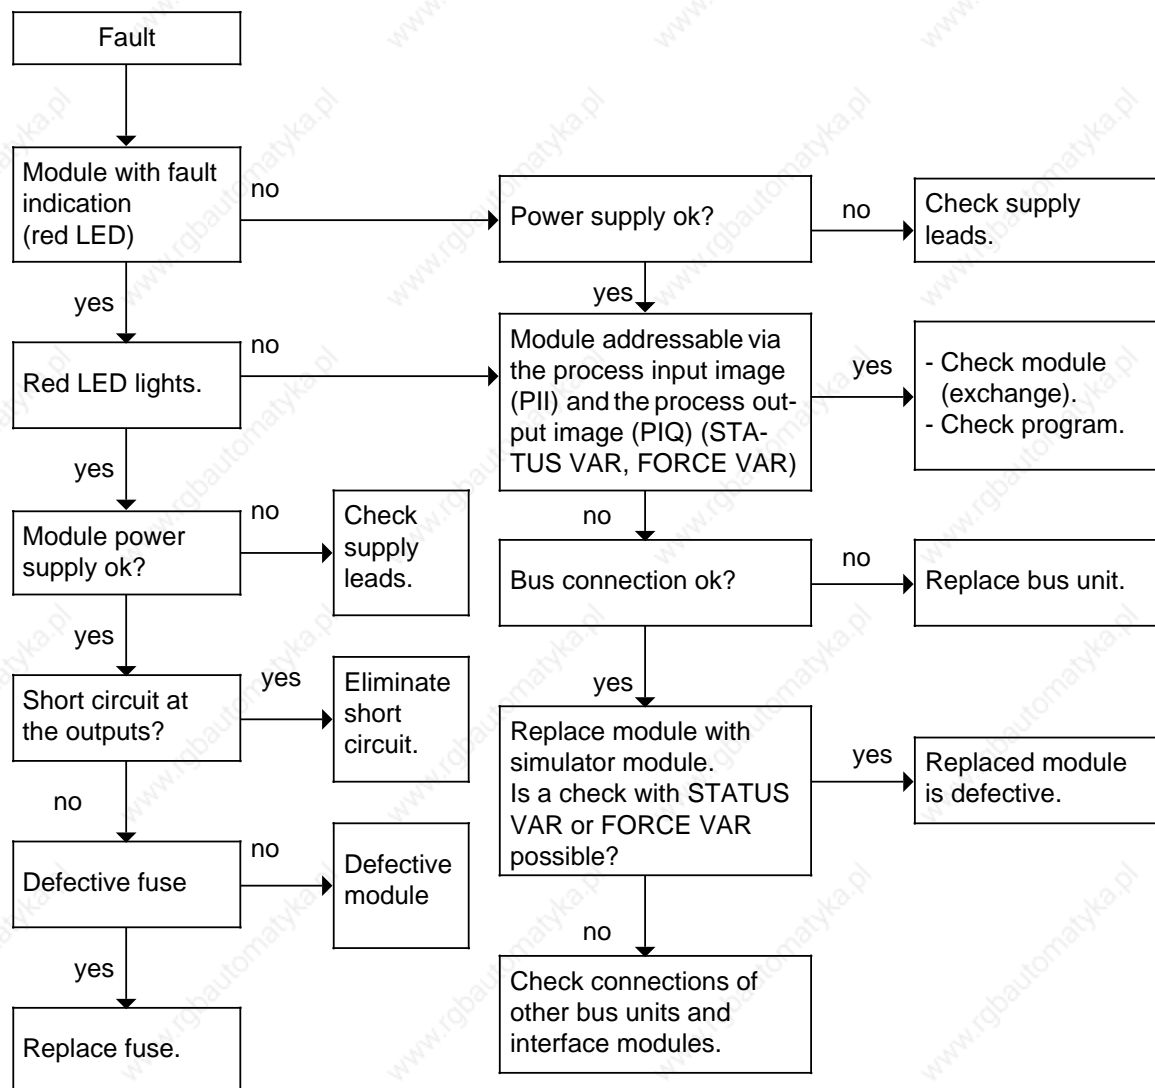 Fault
Module with fault
indication
(red LED)
no
Power supply ok?
no
Check supply
leads.
yes
yes
Red LED lights.
no
Module addressable via
the process input image
(PII) and the process out-
put image (PIQ) (STA-
TUS VAR, FORCE VAR)
yes
- Check module
(exchange).
- Check program.
yes
no
Module power
supply ok?
no
Check
supply
leads.
Bus connection ok?
no
Replace bus unit.
yes
yes
Short circuit at
the outputs?
yes
Eliminate
short
circuit.
Replace module with
simulator module.
Is a check with STATUS
VAR or FORCE VAR
possible?
yes
Replaced module
is defective.
no
Defective fuse
no
Defective
module
no
yes
Check connections of
other bus units and
interface modules.
Replace fuse.
www.rgbautomatyka.pl